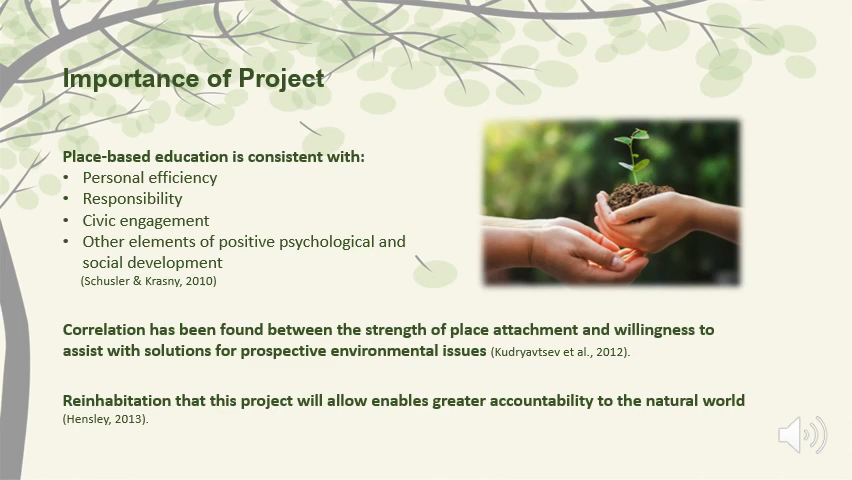 Importance of Project
Place-based education is consistent with:
• Personal efficiency
• Responsibility
• Civic engagement
• Other elements of positive psychological and
social development
(Schusler & Krasny, 2010)
Correlation has been found between the strength of place attachment and willingness to
assist with solutions for prospective environmental issues (Kudryavtsev et al., 2012).
Reinhabitation that this project will allow enables greater accountability to the natural world
(Hensley, 2013).